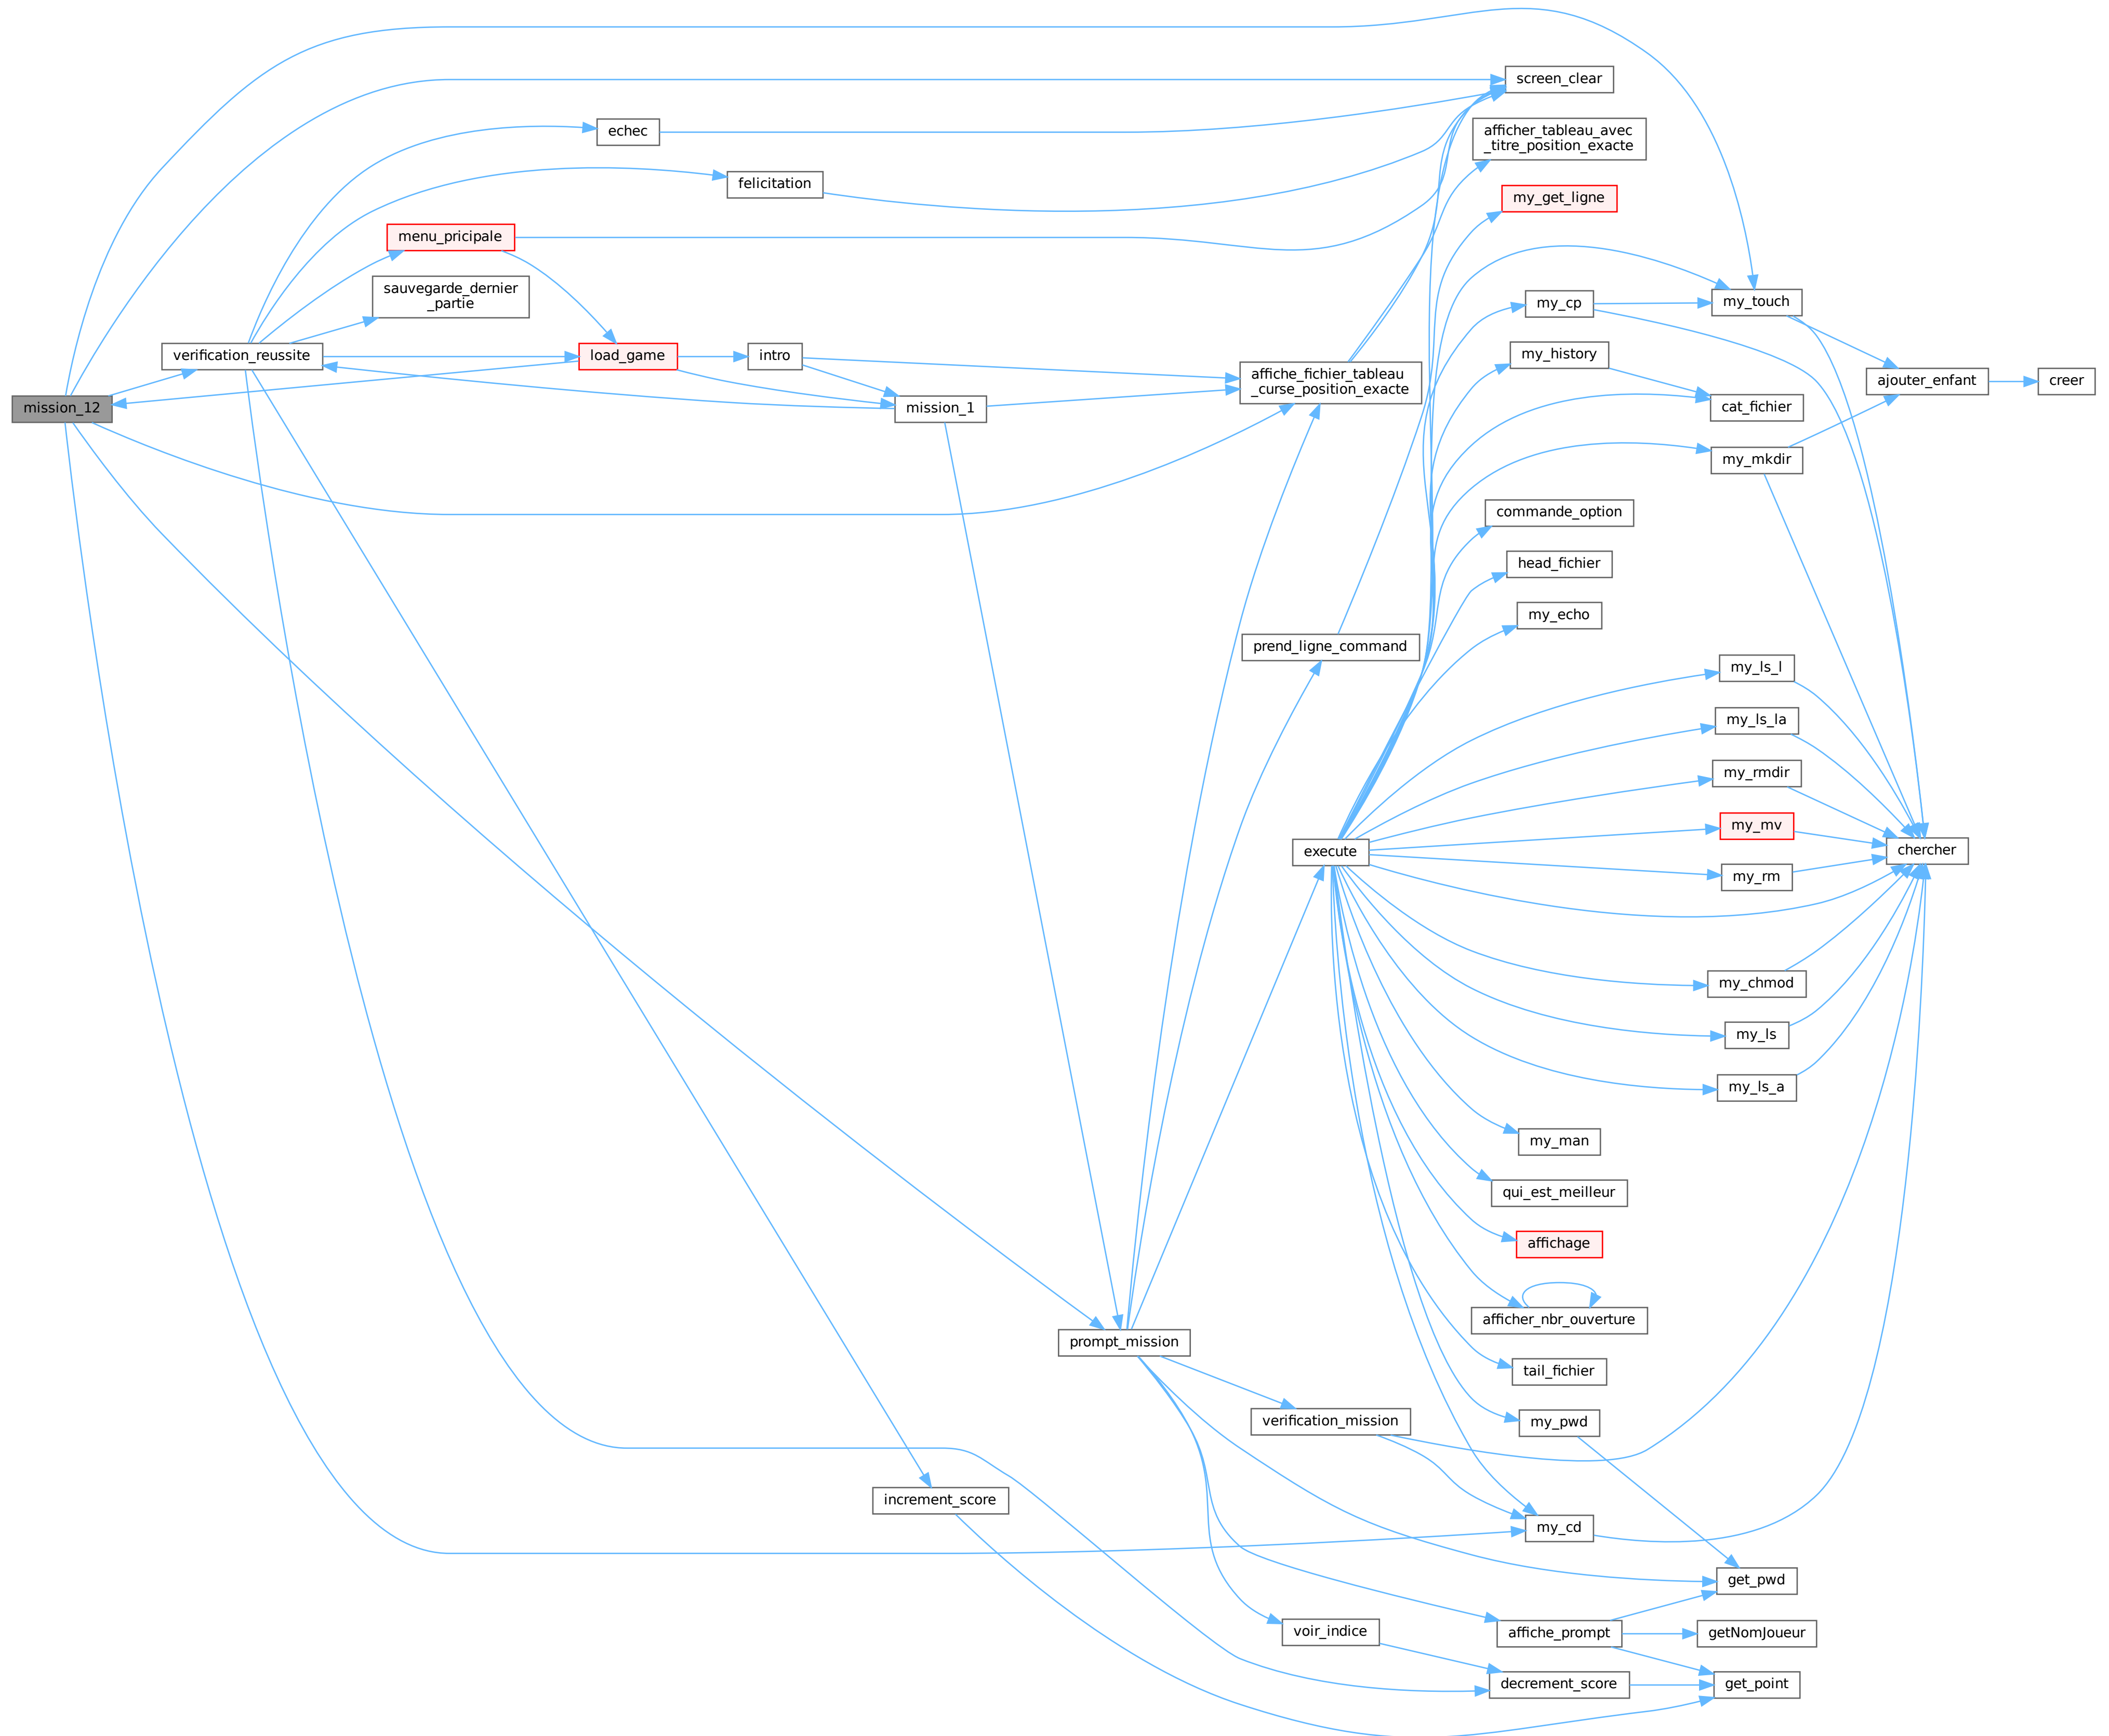 screen_clear
echec
afficher_tableau_avec
_titre_position_exacte
felicitation
my_get_ligne
menu_pricipale
sauvegarde_dernier
_partie
my_cp
my_touch
verification_reussite
load_game
intro
my_history
affiche_fichier_tableau
_curse_position_exacte
ajouter_enfant
creer
mission_12
mission_1
cat_fichier
my_mkdir
commande_option
head_fichier
my_echo
prend_ligne_command
my_ls_l
my_ls_la
my_rmdir
my_mv
execute
chercher
my_rm
my_chmod
my_ls
my_ls_a
my_man
qui_est_meilleur
affichage
afficher_nbr_ouverture
prompt_mission
tail_fichier
verification_mission
my_pwd
increment_score
my_cd
get_pwd
voir_indice
affiche_prompt
getNomJoueur
decrement_score
get_point